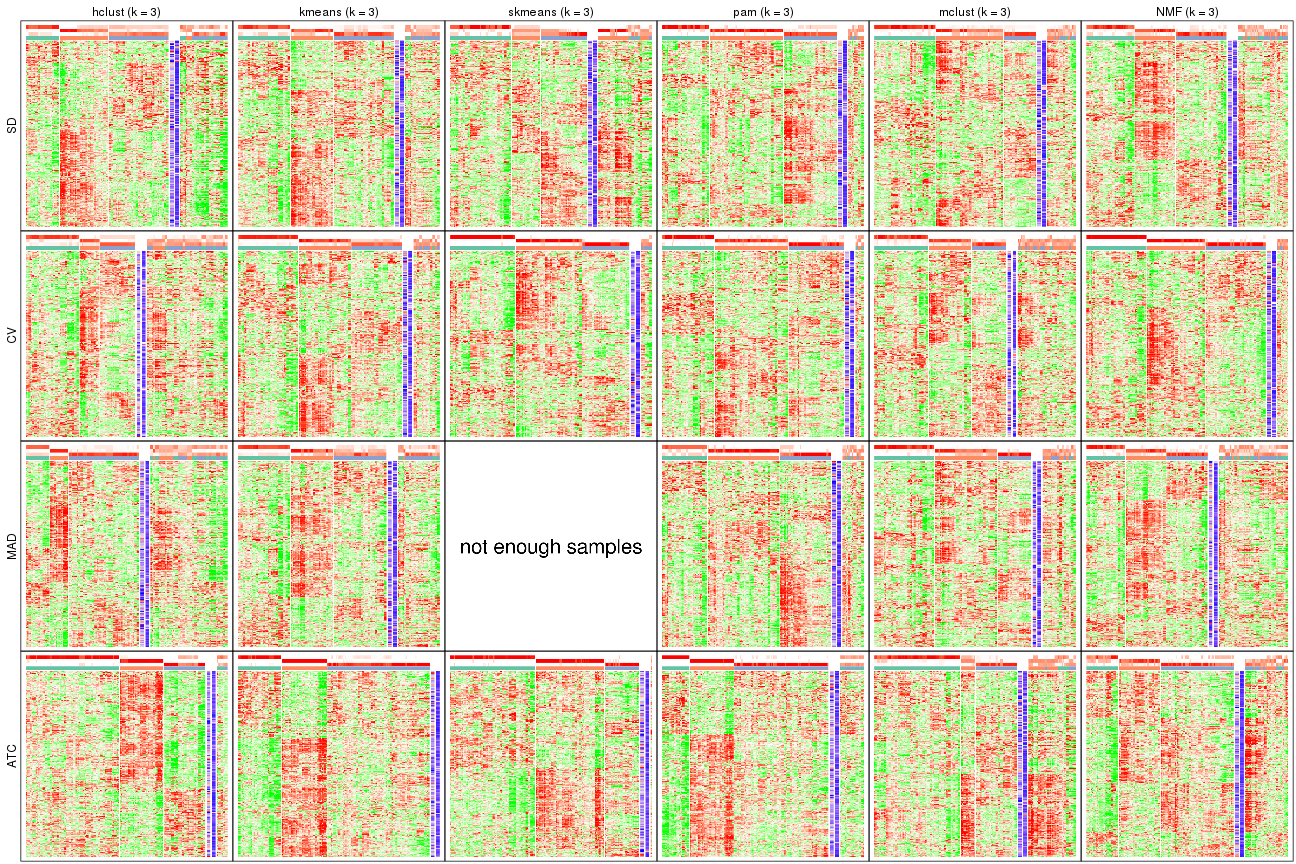 hclust (k = 3)
kmeans (k = 3)
skmeans (k = 3)
pam (k = 3)
mclust (k = 3)
NMF (k = 3)
SD
CV
MAD
not enough samples
ATC